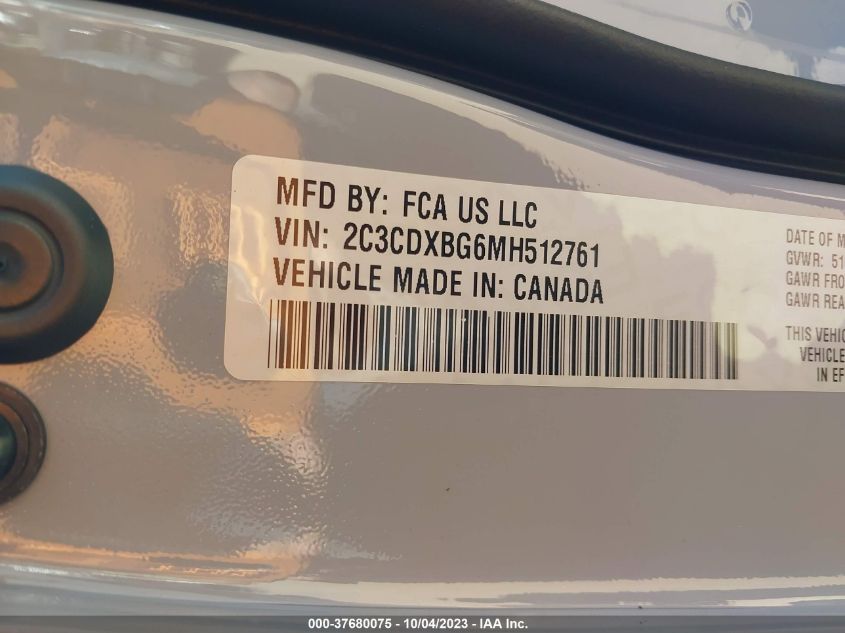 MFD BY: FCA US LLC
VIN: 2C3CDXBG6MH512761
VEHICLE MADE IN: CANADA
DATE OF M
GVWR: 51
GAWR FRO
GAWR REA
THIS VEHIC
VEHICLE
IN EF
000-37680075 - 10/04/2023 - IAA Inc.